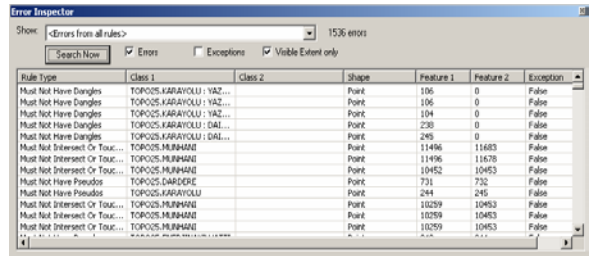 Error Inspector
Show: <Errors from all rules> 1536 errors
Search Now Errors Exceptions Visible Extent only
Rule Type Class 1 Class 2 Shape Feature 1 Feature 2 Exception
Must Not Have Dangles TOPO25.KARAYOLU : YAZ... Point 106 0 False
Must Not Have Dangles TOPO25.KARAYOLU : YAZ... Point 106 0 False
Must Not Have Dangles TOPO25.KARAYOLU : YAZ... Point 104 0 False
Must Not Have Dangles TOPO25.KARAYOLU : DAI... Point 238 0 False
Must Not Have Dangles TOPO25.KARAYOLU : DAI... Point 245 0 False
Must Not Intersect Or Touc... TOPO25.MUNHANI Point 11496 11683 False
Must Not Intersect Or Touc... TOPO25.MUNHANI Point 11496 11678 False
Must Not Intersect Or Touc... TOPO25.MUNHANI Point 10452 10453 False
Must Not Have Pseudos TOPO25.DARDERE Point 731 732 False
Must Not Have Pseudos TOPO25.KARAYOLU Point 244 245 False
Must Not Intersect Or Touc... TOPO25.MUNHANI Point 10259 10453 False
Must Not Intersect Or Touc... TOPO25.MUNHANI Point 10259 10453 False
Must Not Intersect Or Touc... TOPO25.MUNHANI Point 10259 10453 False